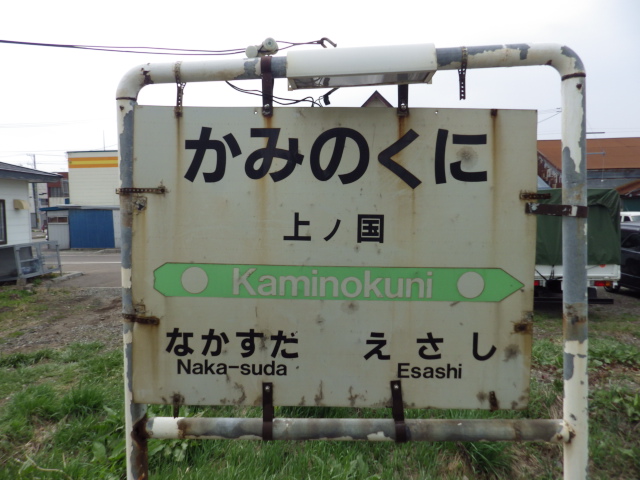 かみのくに
上ノ国
Kaminokuni
なかすだ えさし
Naka-suda Esashi